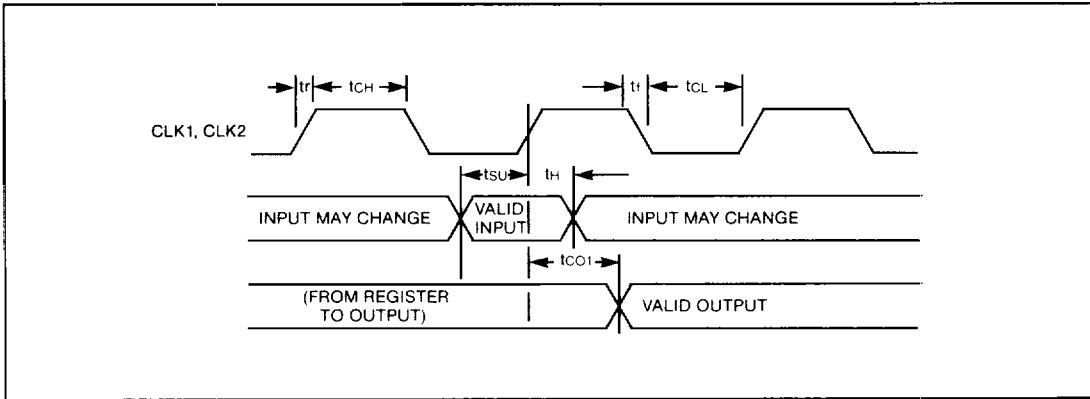 tr tCH tf tCL
CLK1, CLK2
tSU tH
INPUT MAY CHANGE VALID INPUT INPUT MAY CHANGE
tCO1
(FROM REGISTER TO OUTPUT) VALID OUTPUT